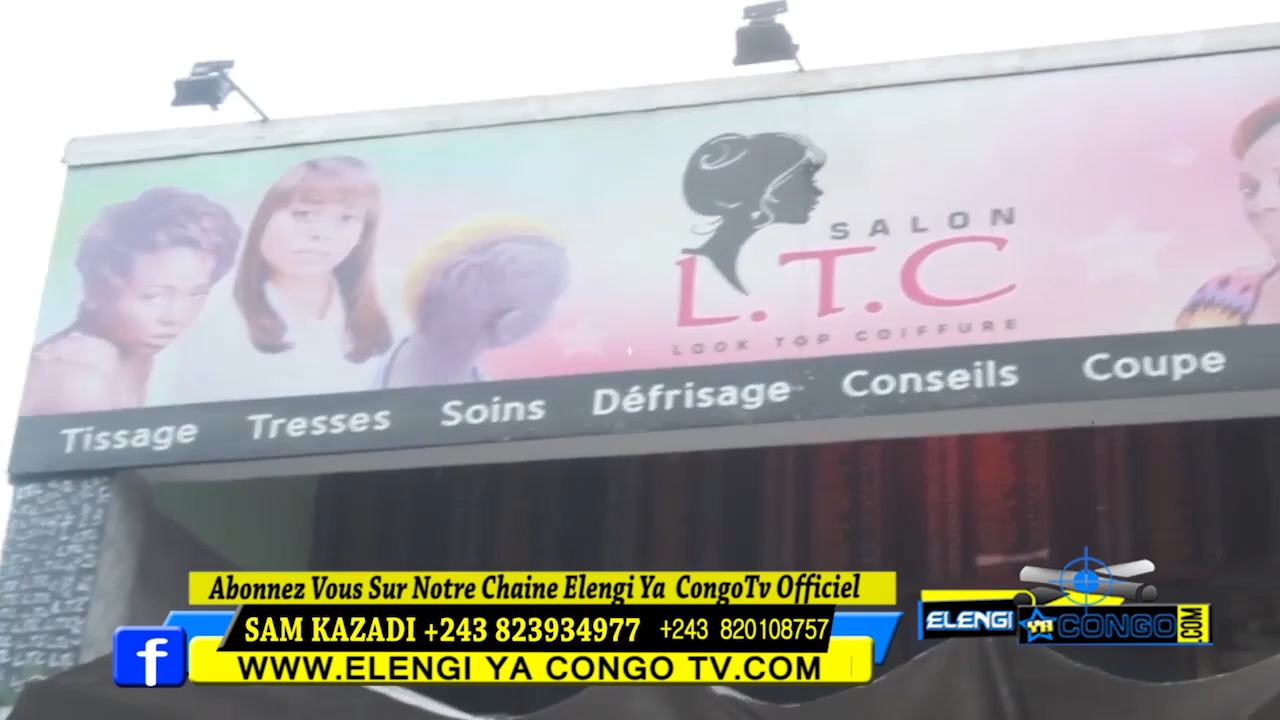 SALON
L.T.C
LOOK TOP COIFFURE
Tissage Tresses Soins Défrisage Conseils Coupe
Abonnez Vous Sur Notre Chaine Elengi Ya CongoTv Officiel
SAM KAZADI +243 823934977 +243 820108757
WWW.ELENGI YA CONGO TV.COM
f
ELENGI YA CONGO .COM